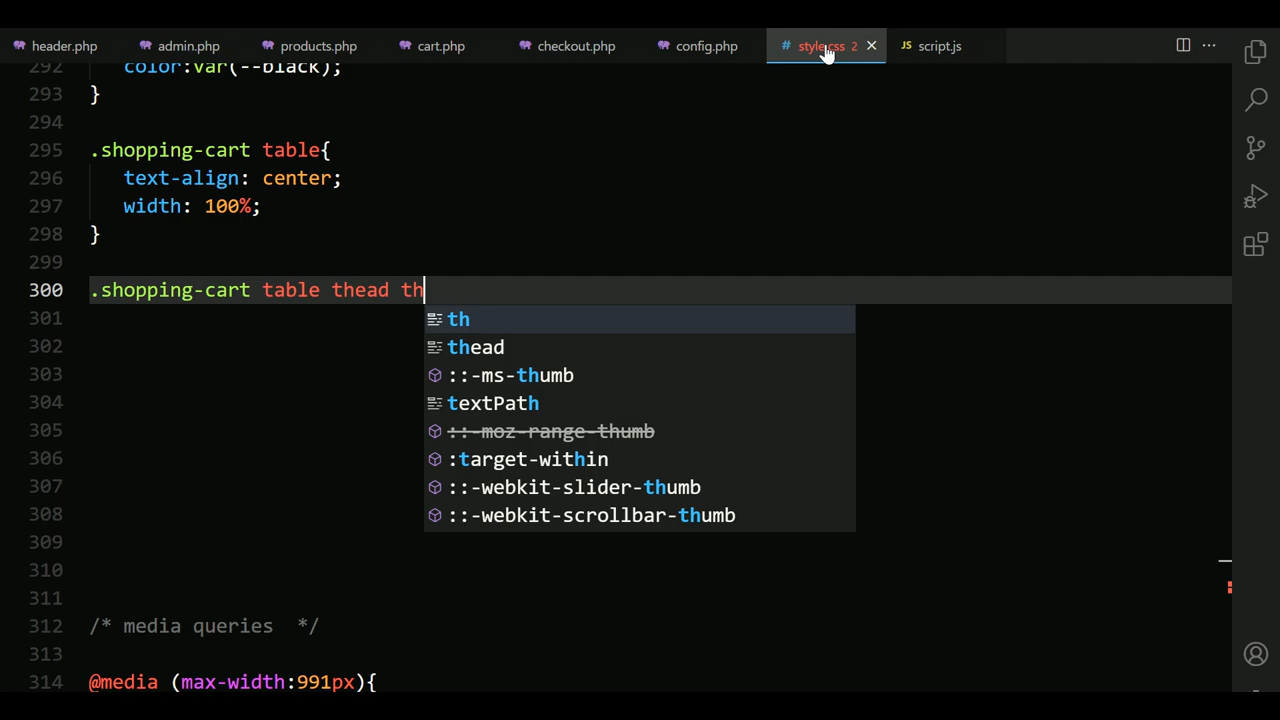 header.php admin.php products.php cart.php checkout.php config.php # style.css 2 JS script.js
292 color:var(--black);
293 }
294
295 .shopping-cart table{
296 text-align: center;
297 width: 100%;
298 }
299
300 .shopping-cart table thead th
301 th
302 thead
303 ::-ms-thumb
304 textPath
305 ::-moz-range-thumb
306 :target-within
307 ::-webkit-slider-thumb
308 ::-webkit-scrollbar-thumb
309
310
311
312 /* media queries */
313
314 @media (max-width:991px){